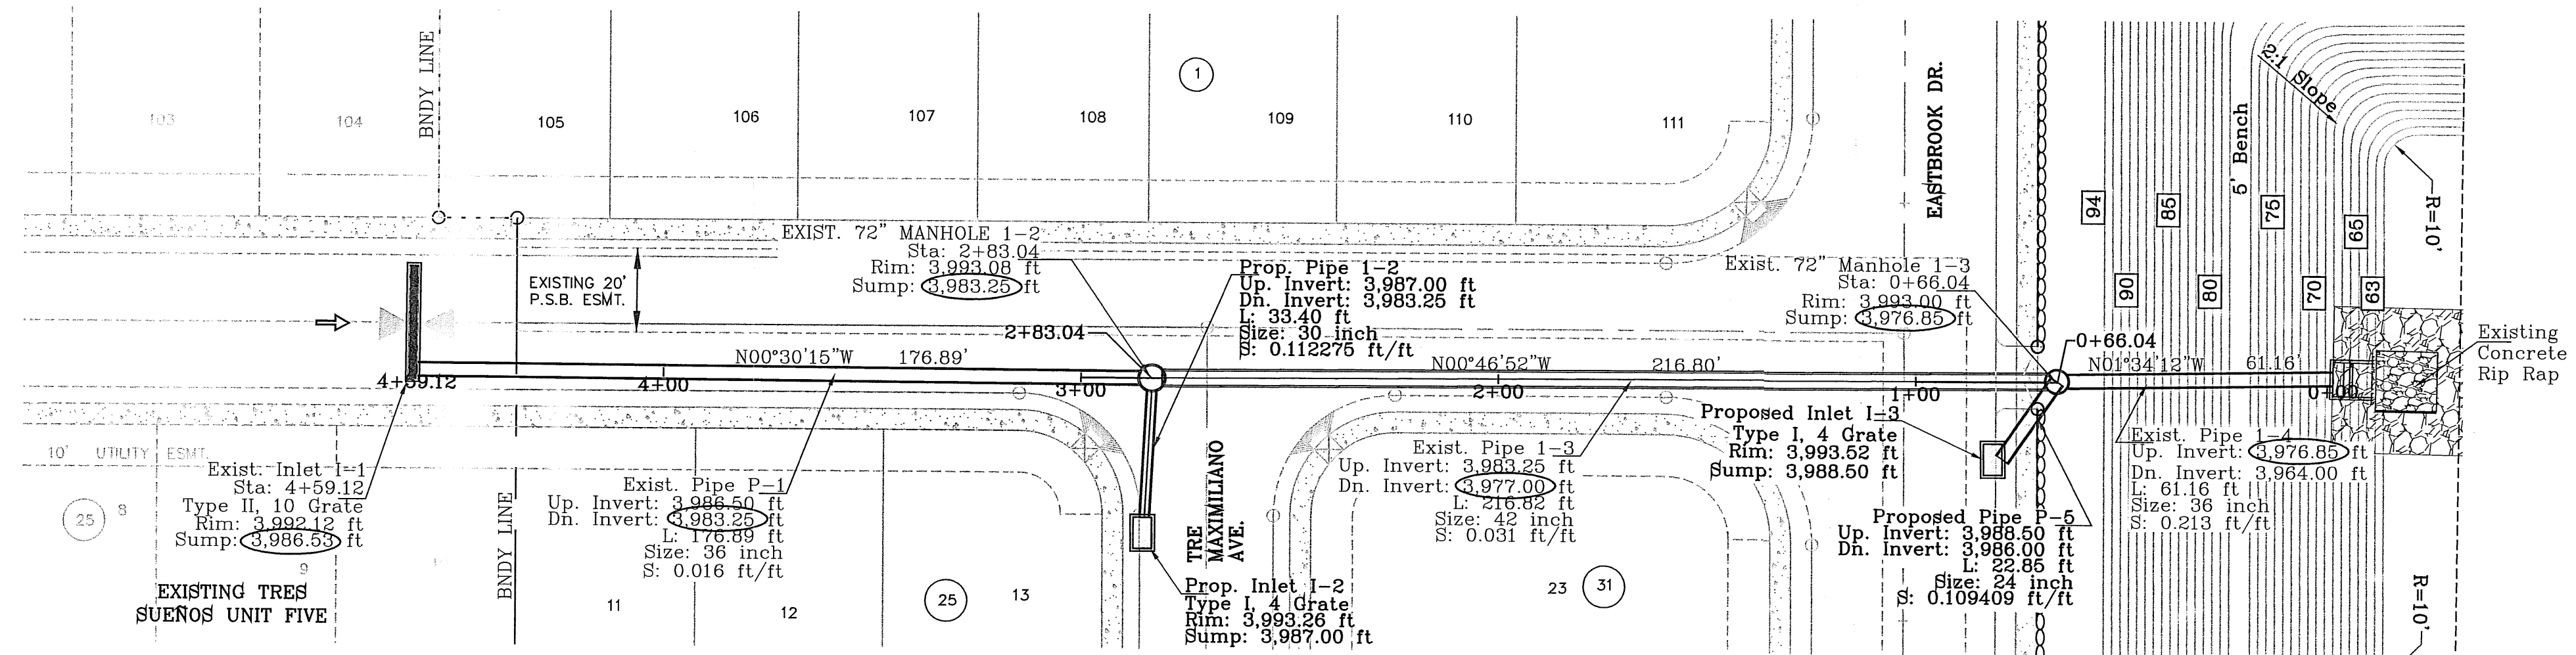 BNDY LINE
103
104
105
106
107
108
1
109
110
111
EASTBROOK DR.
2:1 Slope
5' Bench
R=10'
94
85
75
65
90
80
70
63
EXISTING 20'
P.S.B. ESMT.
EXIST. 72" MANHOLE 1-2
Sta: 2+83.04
Rim: 3,993.08 ft
Sump: 3,983.25 ft
Prop. Pipe 1-2
Up. Invert: 3,987.00 ft
Dn. Invert: 3,983.25 ft
L: 33.40 ft
Size: 30 inch
S: 0.112275 ft/ft
Exist. 72" Manhole 1-3
Sta: 0+66.04
Rim: 3,993.00 ft
Sump: 3,976.85 ft
2+83.04
0+66.04
Existing
Concrete
Rip Rap
N00°30'15"W 176.89'
N00°46'52"W 216.80'
N01°34'12"W 61.16'
4+59.12
4+00
3+00
2+00
1+00
0+00
10' UTILITY ESMT.
Exist. Inlet I-1
Sta: 4+59.12
Type II, 10 Grate
Rim: 3,992.12 ft
Sump: 3,986.53 ft
25
8
9
EXISTING TRES
SUEÑOS UNIT FIVE
BNDY LINE
Exist. Pipe P-1
Up. Invert: 3,986.50 ft
Dn. Invert: 3,983.25 ft
L: 176.89 ft
Size: 36 inch
S: 0.016 ft/ft
11
12
25
13
TRE
MAXIMILIANO
AVE.
Prop. Inlet I-2
Type I, 4 Grate
Rim: 3,993.26 ft
Sump: 3,987.00 ft
Exist. Pipe 1-3
Up. Invert: 3,983.25 ft
Dn. Invert: 3,977.00 ft
L: 216.82 ft
Size: 42 inch
S: 0.031 ft/ft
23
31
Proposed Inlet I-3
Type I, 4 Grate
Rim: 3,993.52 ft
Sump: 3,988.50 ft
Proposed Pipe P-5
Up. Invert: 3,988.50 ft
Dn. Invert: 3,986.00 ft
L: 22.85 ft
Size: 24 inch
S: 0.109409 ft/ft
Exist. Pipe 1-4
Up. Invert: 3,976.85 ft
Dn. Invert: 3,964.00 ft
L: 61.16 ft
Size: 36 inch
S: 0.213 ft/ft
R=10'